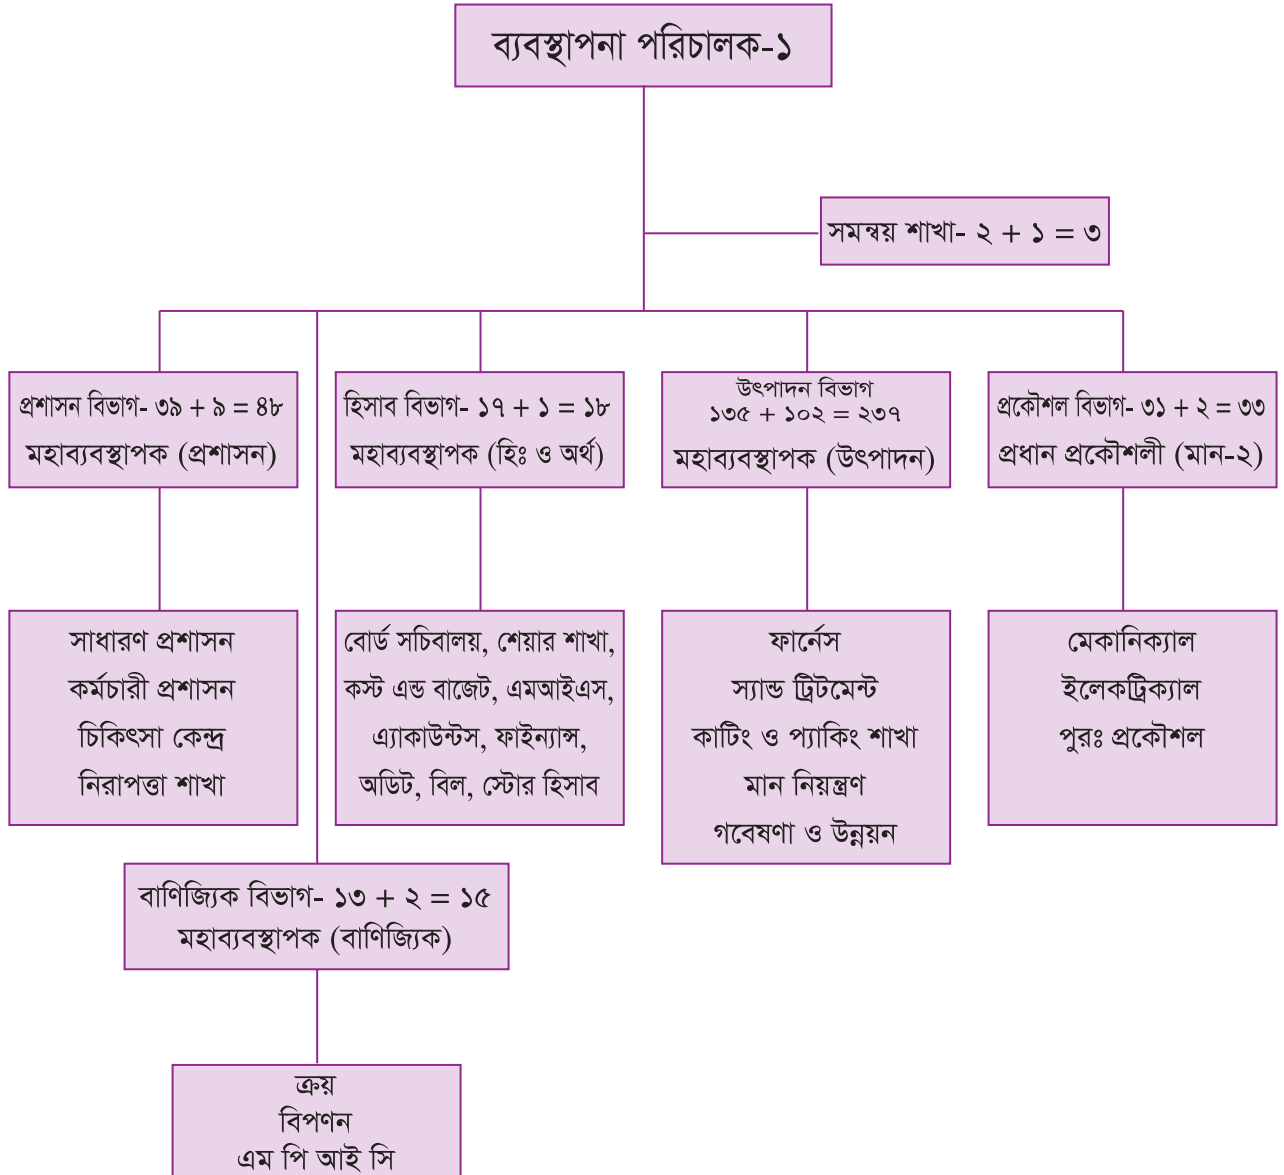 ব্যবস্থাপনা পরিচালক-১
সমন্বয় শাখা- ২ + ১ = ৩
প্রশাসন বিভাগ- ৩৯ + ৯ = ৪৮
মহাব্যবস্থাপক (প্রশাসন)
হিসাব বিভাগ- ১৭ + ১ = ১৮
মহাব্যবস্থাপক (হিঃ ও অর্থ)
উৎপাদন বিভাগ
১৩৫ + ১০২ = ২৩৭
মহাব্যবস্থাপক (উৎপাদন)
প্রকৌশল বিভাগ- ৩১ + ২ = ৩৩
প্রধান প্রকৌশলী (মান-২)
সাধারণ প্রশাসন
কর্মচারী প্রশাসন
চিকিৎসা কেন্দ্র
নিরাপত্তা শাখা
বোর্ড সচিবালয়, শেয়ার শাখা,
কস্ট এন্ড বাজেট, এমআইএস,
এ্যাকাউন্টস, ফাইন্যান্স,
অডিট, বিল, স্টোর হিসাব
ফার্নেস
স্যান্ড ট্রিটমেন্ট
কাটিং ও প্যাকিং শাখা
মান নিয়ন্ত্রণ
গবেষণা ও উন্নয়ন
মেকানিক্যাল
ইলেকট্রিক্যাল
পুরঃ প্রকৌশল
বাণিজ্যিক বিভাগ- ১৩ + ২ = ১৫
মহাব্যবস্থাপক (বাণিজ্যিক)
ক্রয়
বিপণন
এম পি আই সি